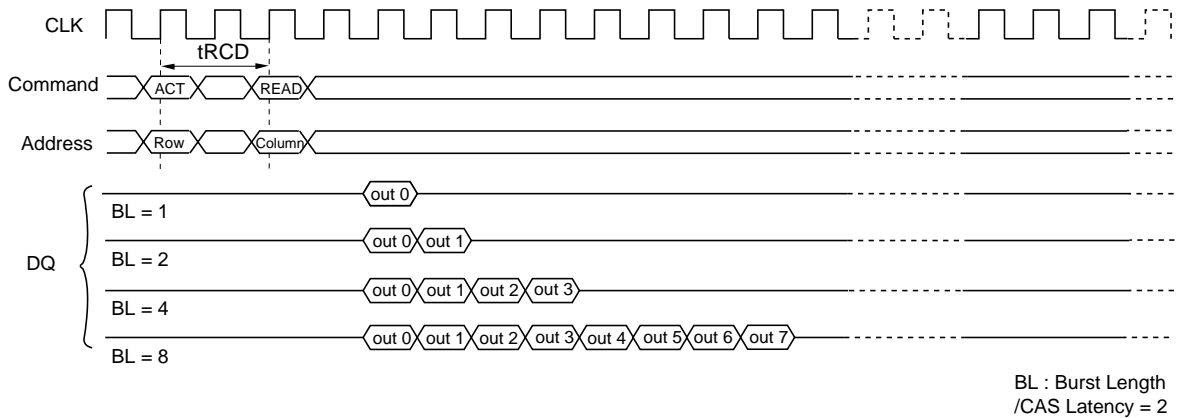 CLK
tRCD
Command ACT READ
Address Row Column
DQ
out 0
BL = 1
out 0 out 1
BL = 2
out 0 out 1 out 2 out 3
BL = 4
out 0 out 1 out 2 out 3 out 4 out 5 out 6 out 7
BL = 8
BL : Burst Length
/CAS Latency = 2